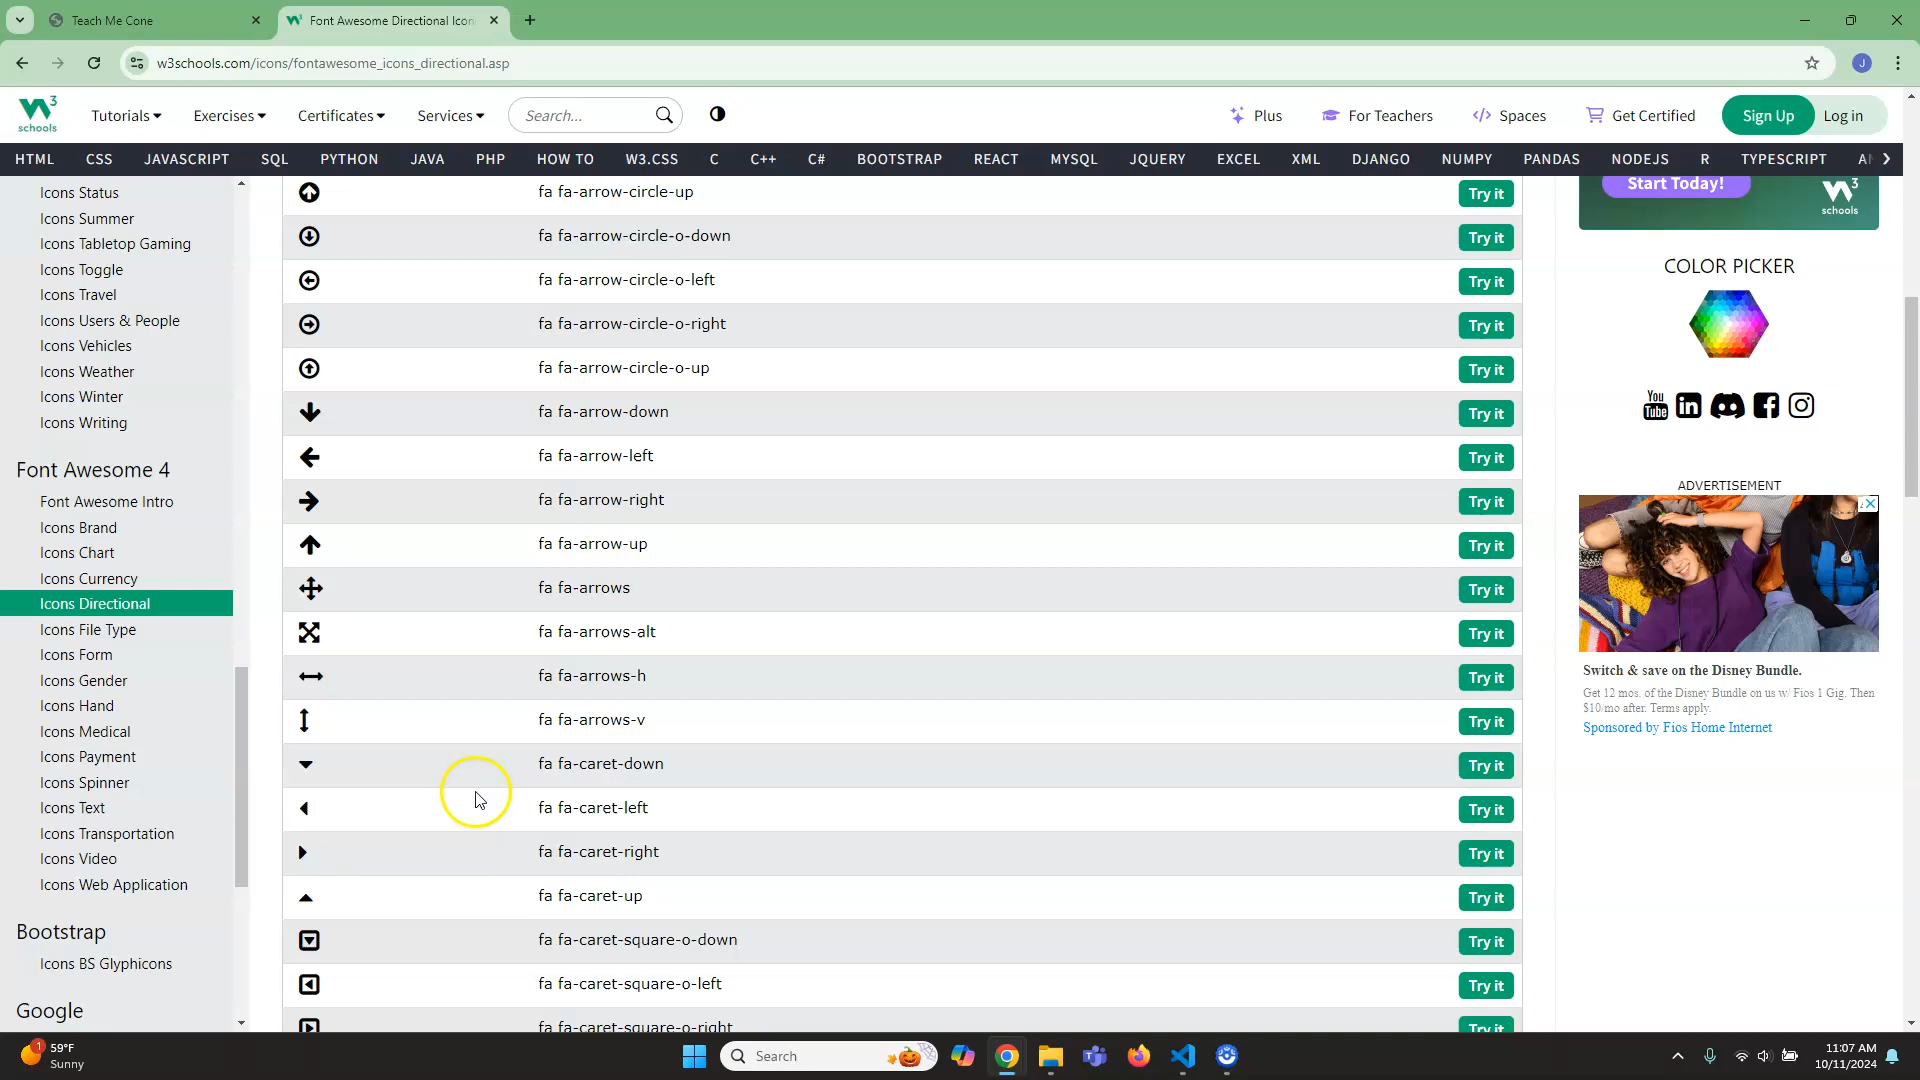 Teach Me Cone
Font Awesome Directional Icon
w3schools.com/icons/fontawesome_icons_directional.asp
J
W3 schools
Tutorials
Exercises
Certificates
Services
Search...
Plus
For Teachers
Spaces
Get Certified
Sign Up
Log in
HTML CSS JAVASCRIPT SQL PYTHON JAVA PHP HOW TO W3.CSS C C++ C# BOOTSTRAP REACT MYSQL JQUERY EXCEL XML DJANGO NUMPY PANDAS NODEJS R TYPESCRIPT
Icons Status
Icons Summer
Icons Tabletop Gaming
Icons Toggle
Icons Travel
Icons Users & People
Icons Vehicles
Icons Weather
Icons Winter
Icons Writing
Font Awesome 4
Font Awesome Intro
Icons Brand
Icons Chart
Icons Currency
Icons Directional
Icons File Type
Icons Form
Icons Gender
Icons Hand
Icons Medical
Icons Payment
Icons Spinner
Icons Text
Icons Transportation
Icons Video
Icons Web Application
Bootstrap
Icons BS Glyphicons
Google
fa fa-arrow-circle-up Try it
fa fa-arrow-circle-o-down Try it
fa fa-arrow-circle-o-left Try it
fa fa-arrow-circle-o-right Try it
fa fa-arrow-circle-o-up Try it
fa fa-arrow-down Try it
fa fa-arrow-left Try it
fa fa-arrow-right Try it
fa fa-arrow-up Try it
fa fa-arrows Try it
fa fa-arrows-alt Try it
fa fa-arrows-h Try it
fa fa-arrows-v Try it
fa fa-caret-down Try it
fa fa-caret-left Try it
fa fa-caret-right Try it
fa fa-caret-up Try it
fa fa-caret-square-o-down Try it
fa fa-caret-square-o-left Try it
fa fa-caret-square-o-right Try it
Start Today!
W3 schools
COLOR PICKER
You Tube
ADVERTISEMENT
Switch & save on the Disney Bundle.
Get 12 mos. of the Disney Bundle on us w/ Fios 1 Gig. Then
$10/mo after. Terms apply.
Sponsored by Fios Home Internet
1
59°F
Sunny
Search
11:07 AM
10/11/2024